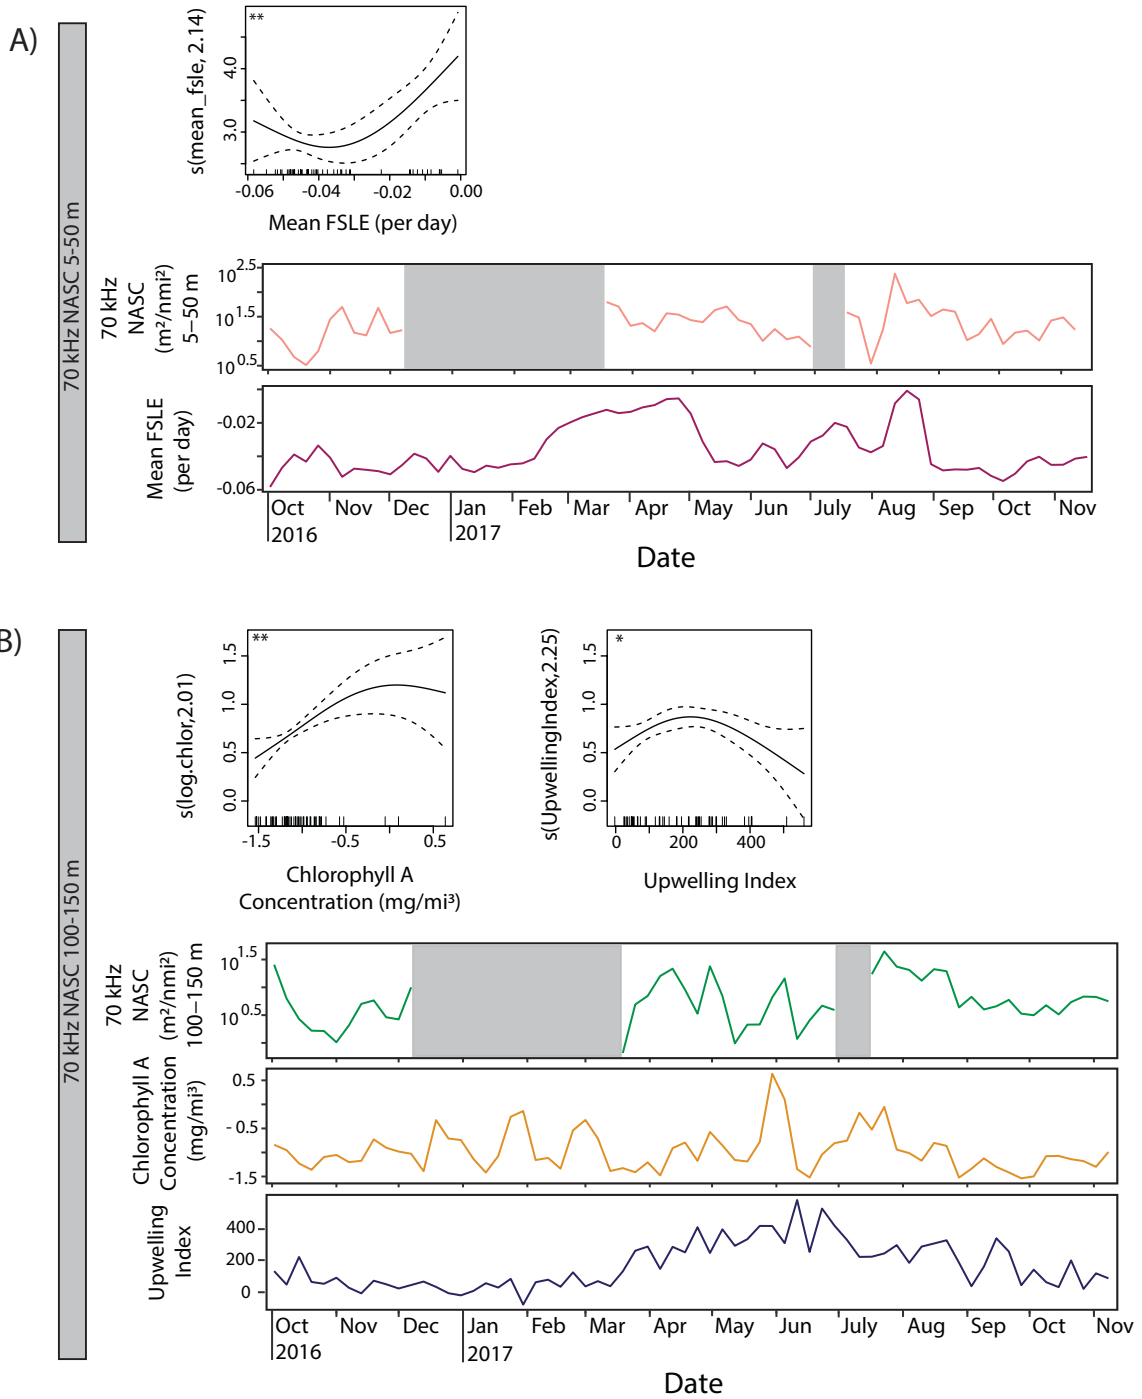 A)
70 kHz NASC 5-50 m
**
s(mean_fsle, 2.14)
4.0
3.0
-0.06 -0.04 -0.02 0.00
Mean FSLE (per day)
70 kHz
NASC
(m²/nmi²)
5–50 m
10^2.5
10^1.5
10^0.5
Mean FSLE
(per day)
-0.02
-0.06
Oct Nov Dec Jan Feb Mar Apr May Jun July Aug Sep Oct Nov
2016 2017
Date
B)
70 kHz NASC 100-150 m
**
s(log.chlor,2.01)
1.5
1.0
0.5
0.0
-1.5 -0.5 0.5
Chlorophyll A
Concentration (mg/mi³)
*
s(UpwellingIndex,2.25)
1.5
1.0
0.5
0.0
0 200 400
Upwelling Index
70 kHz
NASC
(m²/nmi²)
100–150 m
10^1.5
10^0.5
Chlorophyll A
Concentration
(mg/mi³)
0.5
-0.5
-1.5
Upwelling
Index
400
200
0
Oct Nov Dec Jan Feb Mar Apr May Jun July Aug Sep Oct Nov
2016 2017
Date